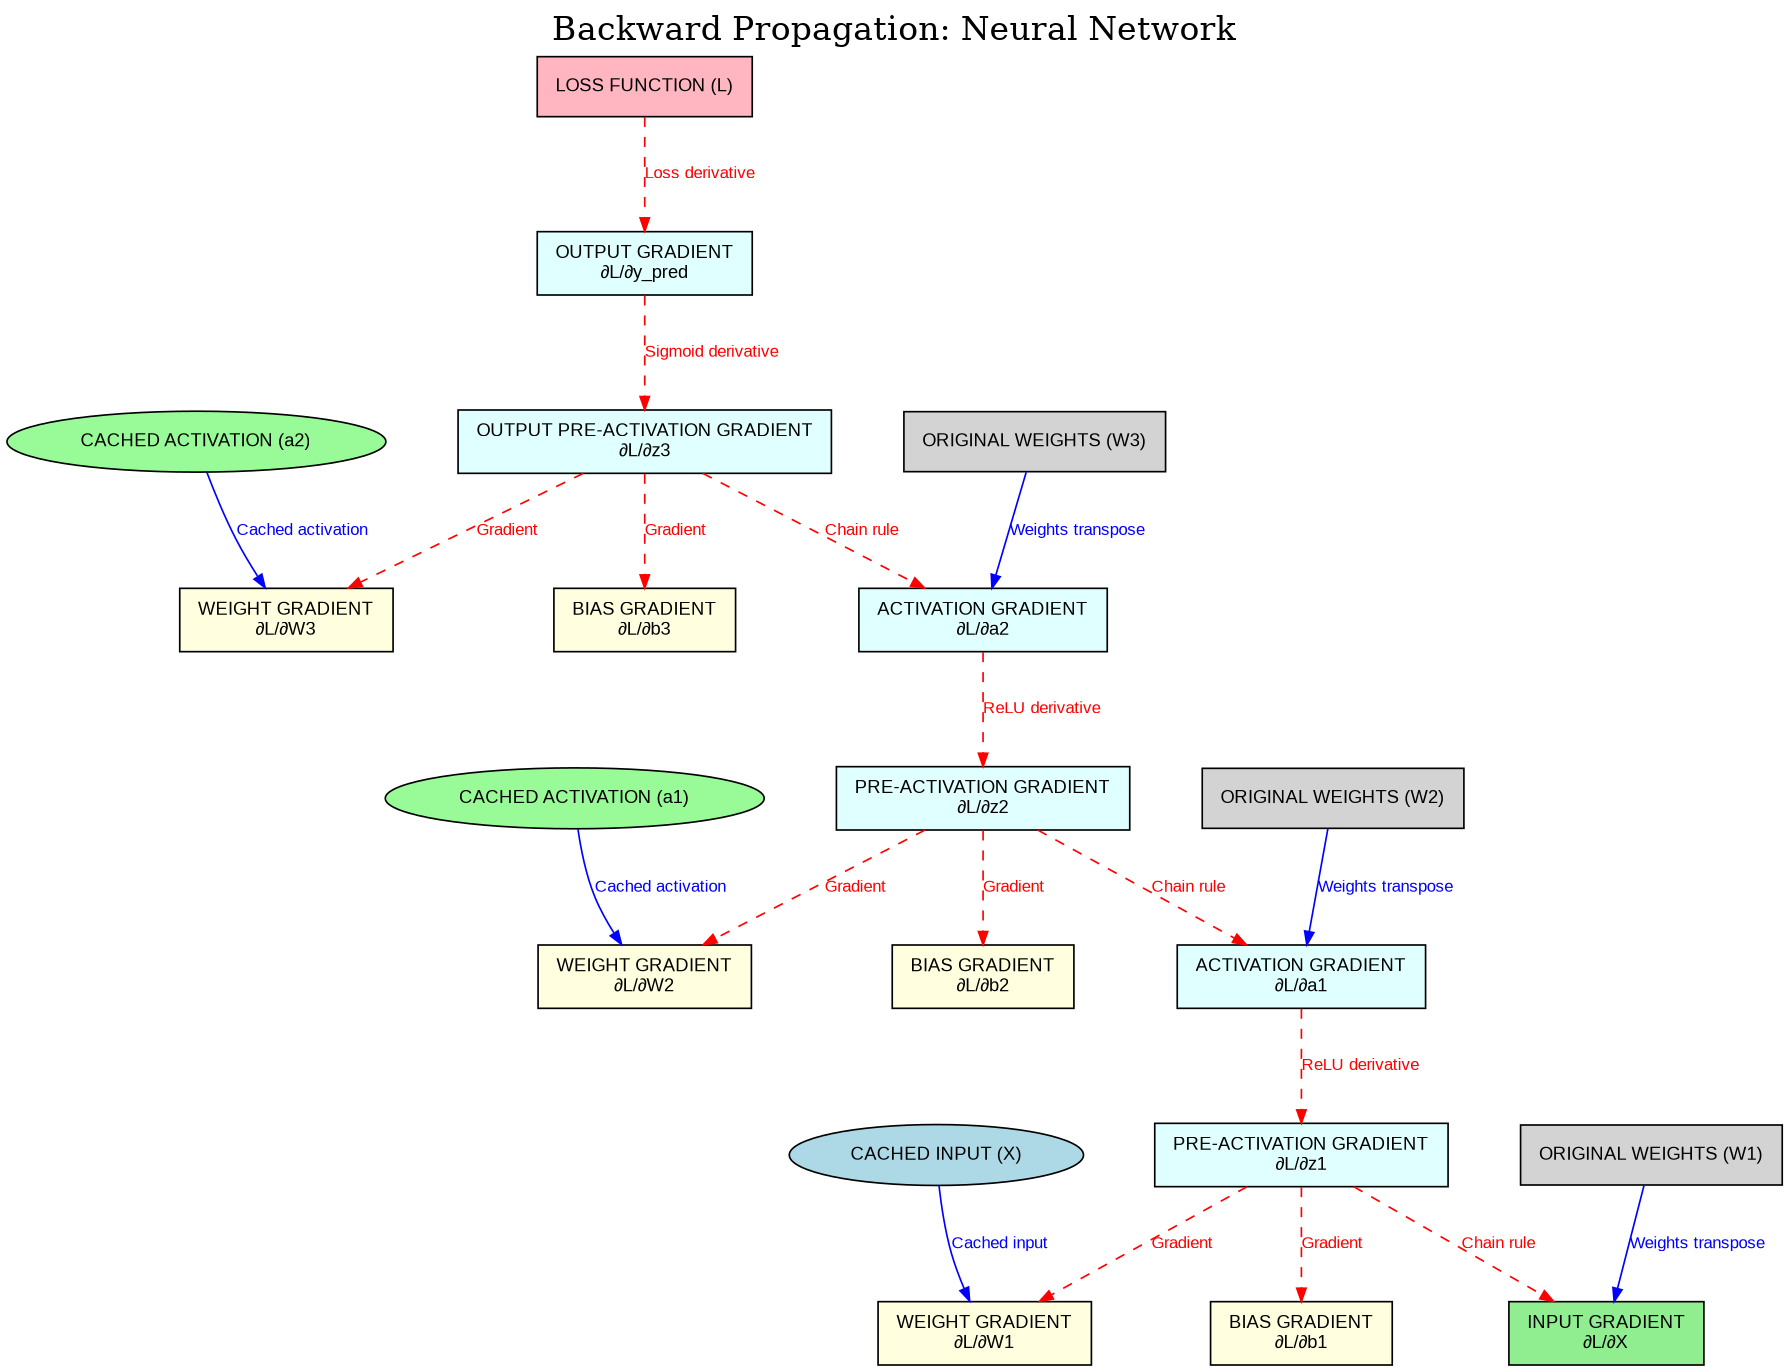 Backward Propagation: Neural Network
LOSS FUNCTION (L)
Loss derivative
OUTPUT GRADIENT
∂L/∂y_pred
Sigmoid derivative
CACHED ACTIVATION (a2)
OUTPUT PRE-ACTIVATION GRADIENT
∂L/∂z3
ORIGINAL WEIGHTS (W3)
Cached activation
Gradient
Gradient
Chain rule
Weights transpose
WEIGHT GRADIENT
∂L/∂W3
BIAS GRADIENT
∂L/∂b3
ACTIVATION GRADIENT
∂L/∂a2
ReLU derivative
CACHED ACTIVATION (a1)
PRE-ACTIVATION GRADIENT
∂L/∂z2
ORIGINAL WEIGHTS (W2)
Cached activation
Gradient
Gradient
Chain rule
Weights transpose
WEIGHT GRADIENT
∂L/∂W2
BIAS GRADIENT
∂L/∂b2
ACTIVATION GRADIENT
∂L/∂a1
ReLU derivative
CACHED INPUT (X)
PRE-ACTIVATION GRADIENT
∂L/∂z1
ORIGINAL WEIGHTS (W1)
Cached input
Gradient
Gradient
Chain rule
Weights transpose
WEIGHT GRADIENT
∂L/∂W1
BIAS GRADIENT
∂L/∂b1
INPUT GRADIENT
∂L/∂X